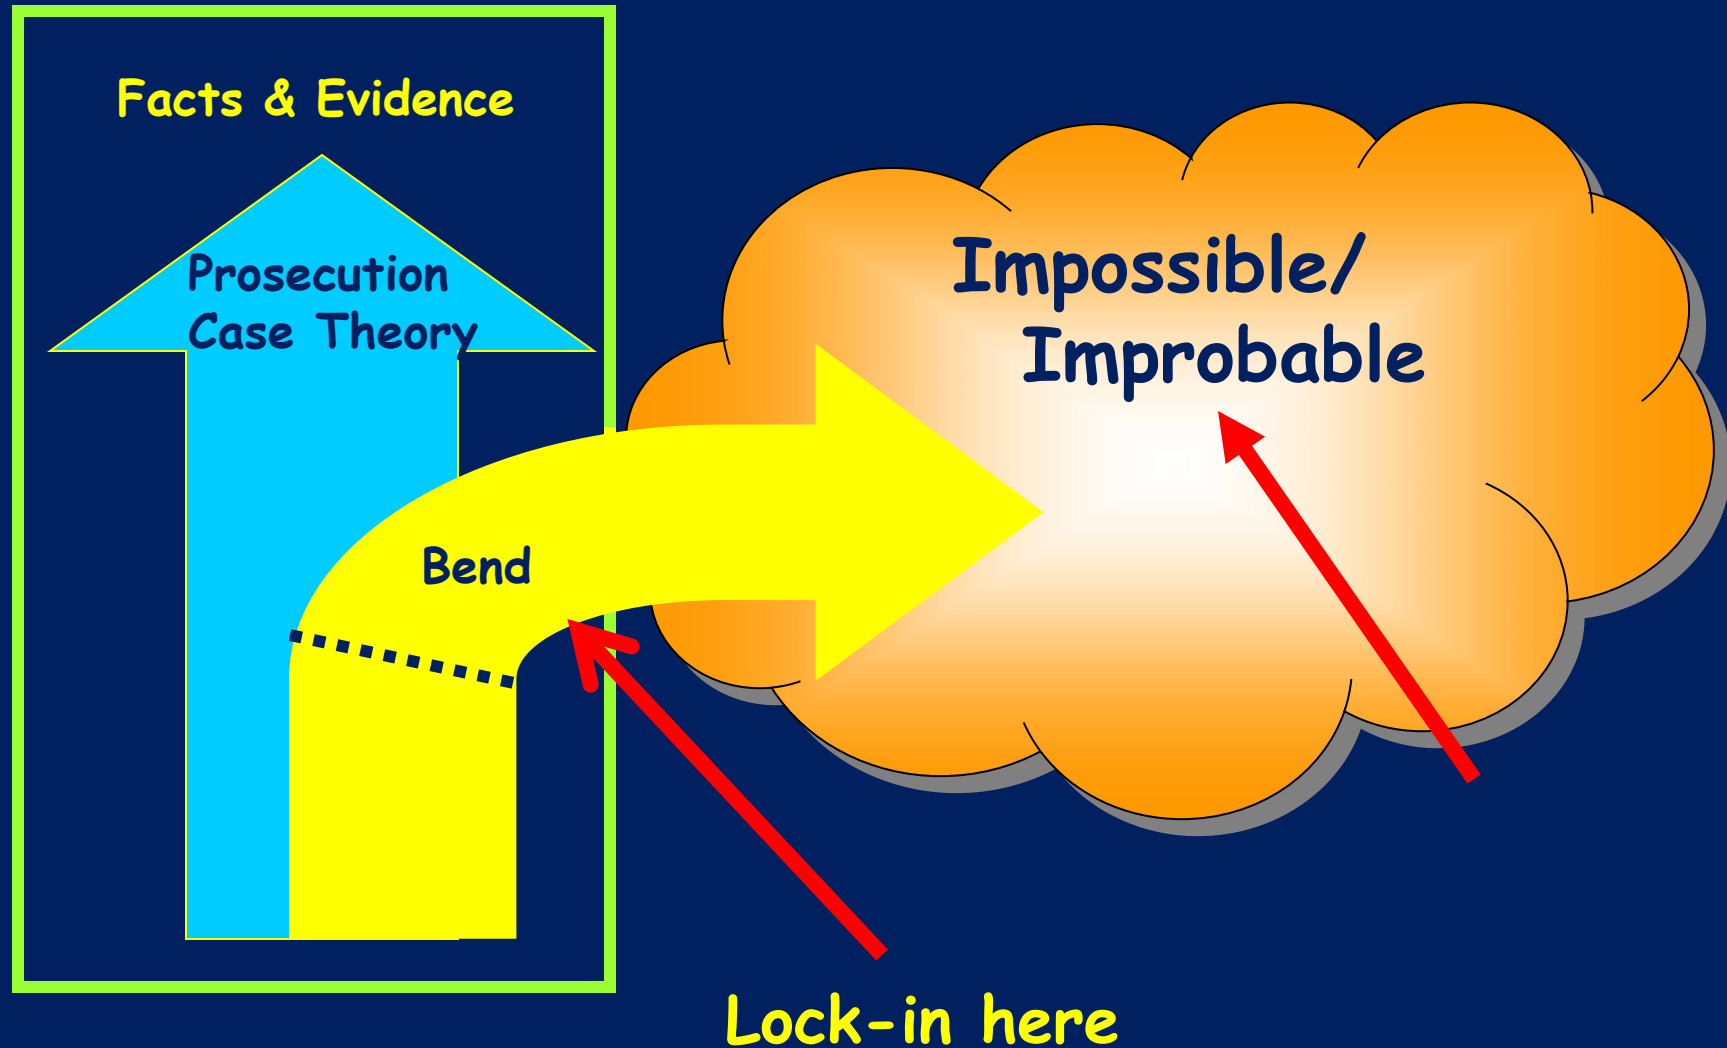 Facts & Evidence
Prosecution
Case Theory
Impossible/
Improbable
Bend
Lock-in here